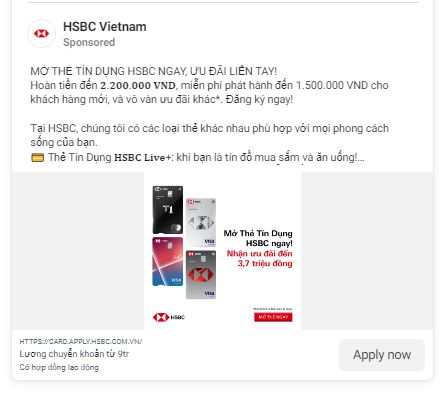 HSBC Vietnam
Sponsored
MỞ THẺ TÍN DỤNG HSBC NGAY, ƯU ĐÃI LIỀN TAY!
Hoàn tiền đến 2.200.000 VND, miễn phí phát hành đến 1.500.000 VND cho
khách hàng mới, và vô vàn ưu đãi khác*. Đăng ký ngay!
Tại HSBC, chúng tôi có các loại thẻ khác nhau phù hợp với mọi phong cách
sống của bạn.
💳 Thẻ Tín Dụng HSBC Live+: khi bạn là tín đồ mua sắm và ăn uống!...
T1
VISA
VISA
VISA
VISA
Mở Thẻ Tín Dụng
HSBC ngay!
Nhận ưu đãi đến
3,7 triệu đồng
HSBC
MỞ THẺ NGAY
HTTPS://CARD.APPLY.HSBC.COM.VN/
Lương chuyển khoản từ 9tr
Có hợp đồng lao động
Apply now